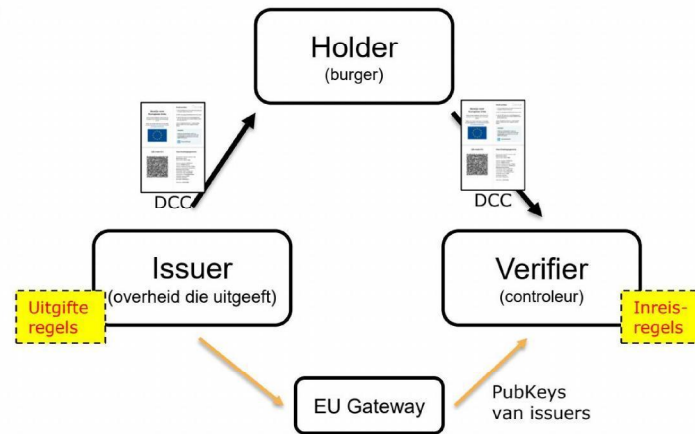 Holder
(burger)
DCC
DCC
Issuer
(overheid die uitgeeft)
Verifier
(controleur)
Uitgifte
regels
Inreis-
regels
EU Gateway
PubKeys
van issuers